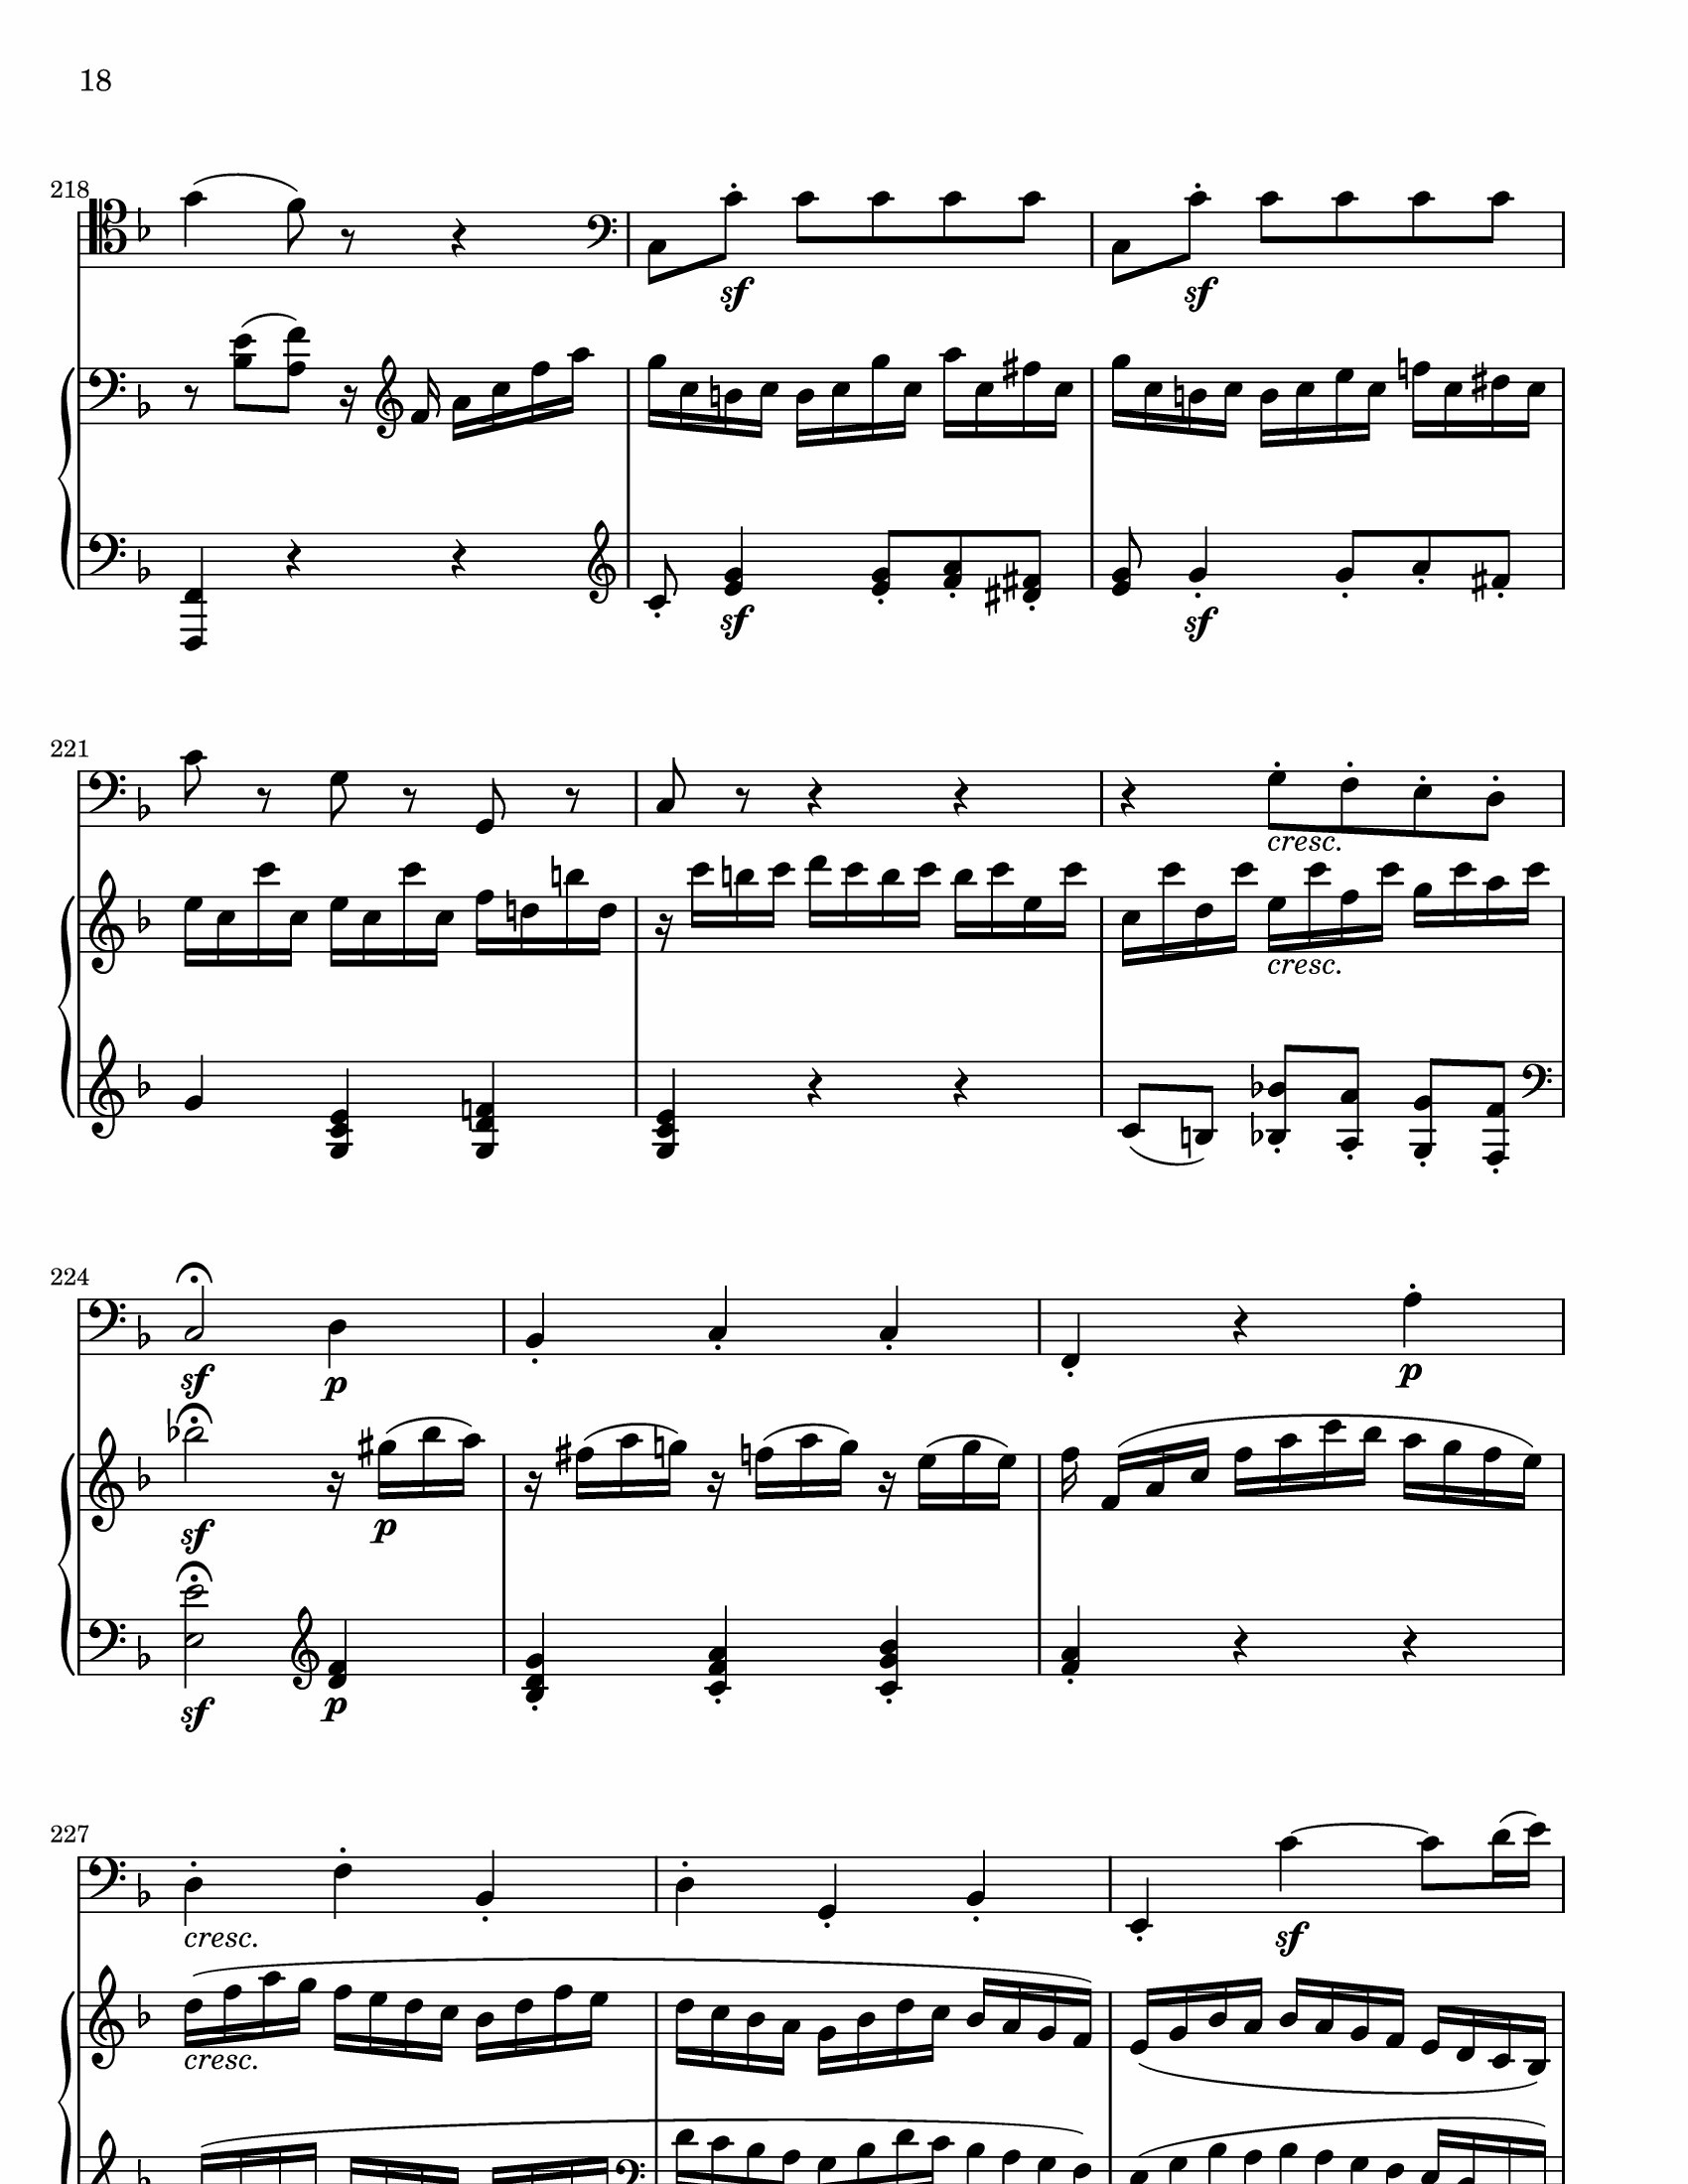 18
218
sf sf
sf sf
221
cresc.
cresc.
224
sf p p
sf p
sf p
227
cresc. sf
cresc.